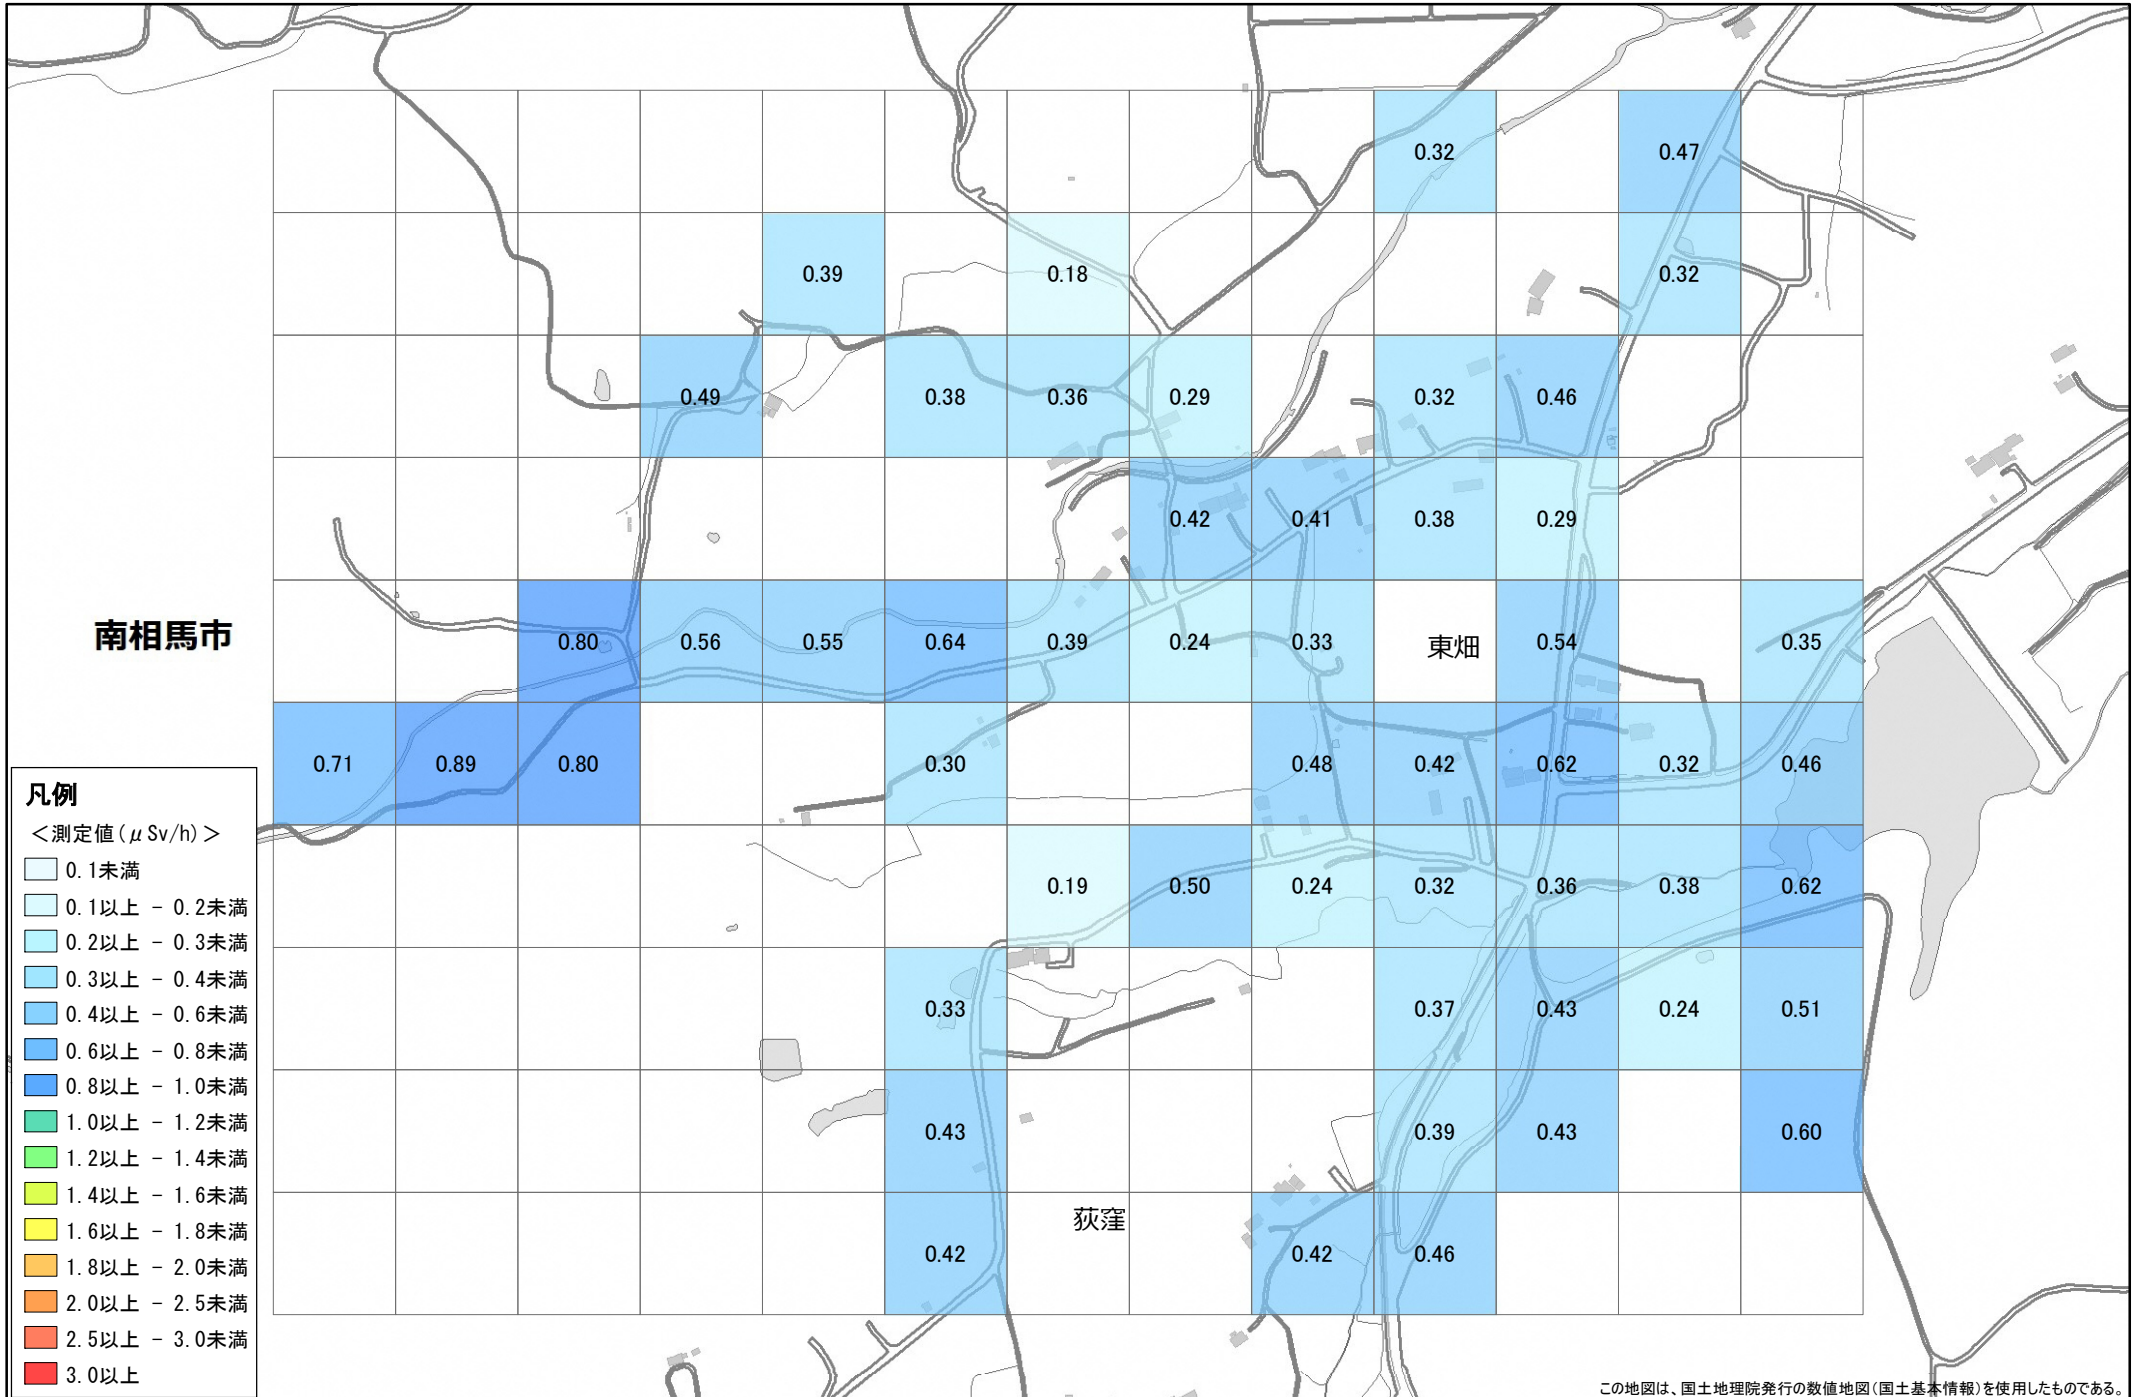 0.32 0.47
0.39 0.18 0.32
0.49 0.38 0.36 0.29 0.32 0.46
0.42 0.41 0.38 0.29
南相馬市
0.80 0.56 0.55 0.64 0.39 0.24 0.33 東畑 0.54 0.35
0.71 0.89 0.80 0.30 0.48 0.42 0.62 0.32 0.46
0.19 0.50 0.24 0.32 0.36 0.38 0.62
0.33 0.37 0.43 0.24 0.51
0.43 0.39 0.43 0.60
荻窪
0.42 0.42 0.46
凡例
＜測定値(μSv/h)＞
0.1未満
0.1以上 － 0.2未満
0.2以上 － 0.3未満
0.3以上 － 0.4未満
0.4以上 － 0.6未満
0.6以上 － 0.8未満
0.8以上 － 1.0未満
1.0以上 － 1.2未満
1.2以上 － 1.4未満
1.4以上 － 1.6未満
1.6以上 － 1.8未満
1.8以上 － 2.0未満
2.0以上 － 2.5未満
2.5以上 － 3.0未満
3.0以上
この地図は、国土地理院発行の数値地図(国土基本情報)を使用したものである。